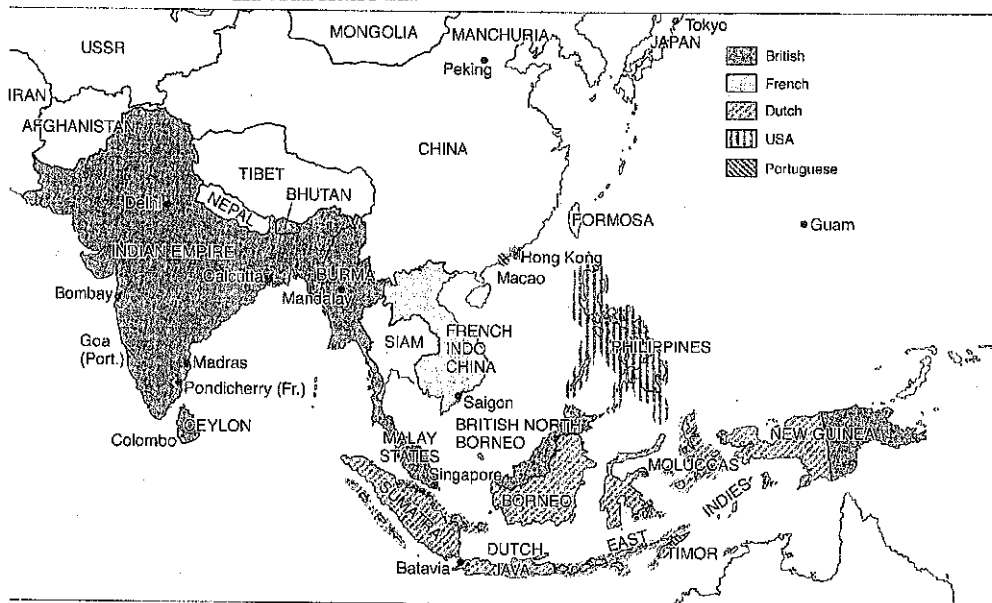 USSR
MONGOLIA
MANCHURIA
Tokyo
JAPAN
Peking
British
French
Dutch
USA
Portuguese
IRAN
AFGHANISTAN
CHINA
TIBET
BHUTAN
NEPAL
Delhi
FORMOSA
Guam
INDIAN EMPIRE
Hong Kong
Macao
Calcutta
BURMA
Mandalay
Bombay
SIAM
FRENCH
INDO
CHINA
PHILIPPINES
Goa
(Port.)
Madras
Pondicherry (Fr.)
Saigon
CEYLON
Colombo
BRITISH NORTH
BORNEO
MALAY
STATES
NEW GUINEA
MOLUCCAS
Singapore
BORNEO
SUMATRA
DUTCH
EAST
INDIES
TIMOR
Batavia
JAVA